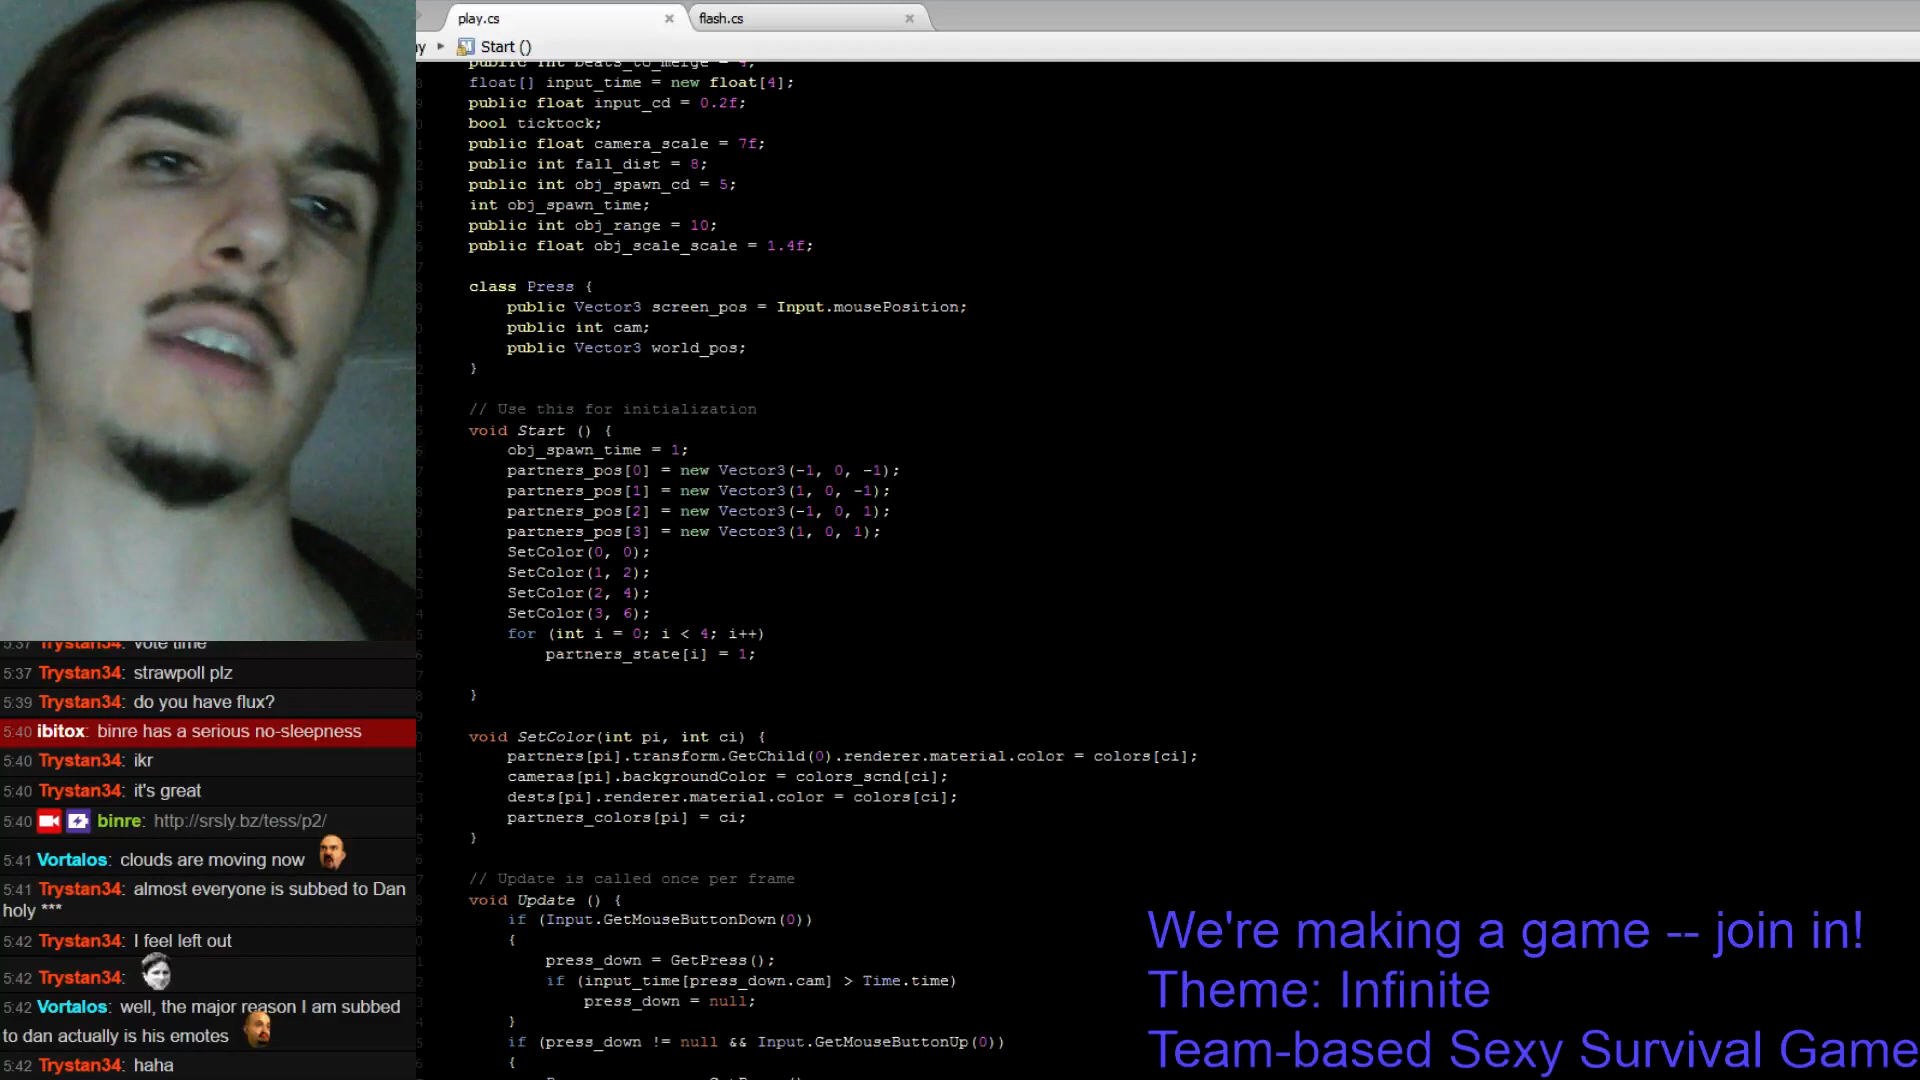 play.cs
flash.cs
Start ()
public int beats_to_merge = 4;
float[] input_time = new float[4];
public float input_cd = 0.2f;
bool ticktock;
public float camera_scale = 7f;
public int fall_dist = 8;
public int obj_spawn_cd = 5;
int obj_spawn_time;
public int obj_range = 10;
public float obj_scale_scale = 1.4f;
class Press {
public Vector3 screen_pos = Input.mousePosition;
public int cam;
public Vector3 world_pos;
}
// Use this for initialization
void Start () {
obj_spawn_time = 1;
partners_pos[0] = new Vector3(-1, 0, -1);
partners_pos[1] = new Vector3(1, 0, -1);
partners_pos[2] = new Vector3(-1, 0, 1);
partners_pos[3] = new Vector3(1, 0, 1);
SetColor(0, 0);
SetColor(1, 2);
SetColor(2, 4);
SetColor(3, 6);
for (int i = 0; i < 4; i++)
partners_state[i] = 1;
}
void SetColor(int pi, int ci) {
partners[pi].transform.GetChild(0).renderer.material.color = colors[ci];
cameras[pi].backgroundColor = colors_scnd[ci];
dests[pi].renderer.material.color = colors[ci];
partners_colors[pi] = ci;
}
// Update is called once per frame
void Update () {
if (Input.GetMouseButtonDown(0))
{
press_down = GetPress();
if (input_time[press_down.cam] > Time.time)
press_down = null;
}
if (press_down != null && Input.GetMouseButtonUp(0))
{
5:37 Trystan34: vote time
5:37 Trystan34: strawpoll plz
5:39 Trystan34: do you have flux?
5:40 ibitox: binre has a serious no-sleepness
5:40 Trystan34: ikr
5:40 Trystan34: it's great
5:40 binre: http://srsly.bz/tess/p2/
5:41 Vortalos: clouds are moving now
5:41 Trystan34: almost everyone is subbed to Dan
holy ***
5:42 Trystan34: I feel left out
5:42 Trystan34:
5:42 Vortalos: well, the major reason I am subbed
to dan actually is his emotes
5:42 Trystan34: haha
We're making a game -- join in!
Theme: Infinite
Team-based Sexy Survival Game